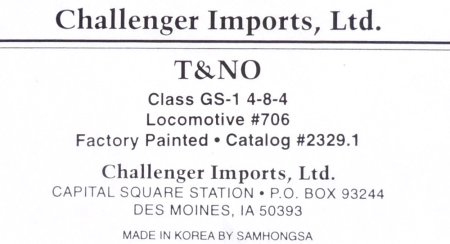 Challenger Imports, Ltd.
T&NO
Class GS-1 4-8-4
Locomotive #706
Factory Painted • Catalog #2329.1
Challenger Imports, Ltd.
CAPITAL SQUARE STATION • P.O. BOX 93244
DES MOINES, IA 50393
MADE IN KOREA BY SAMHONGSA